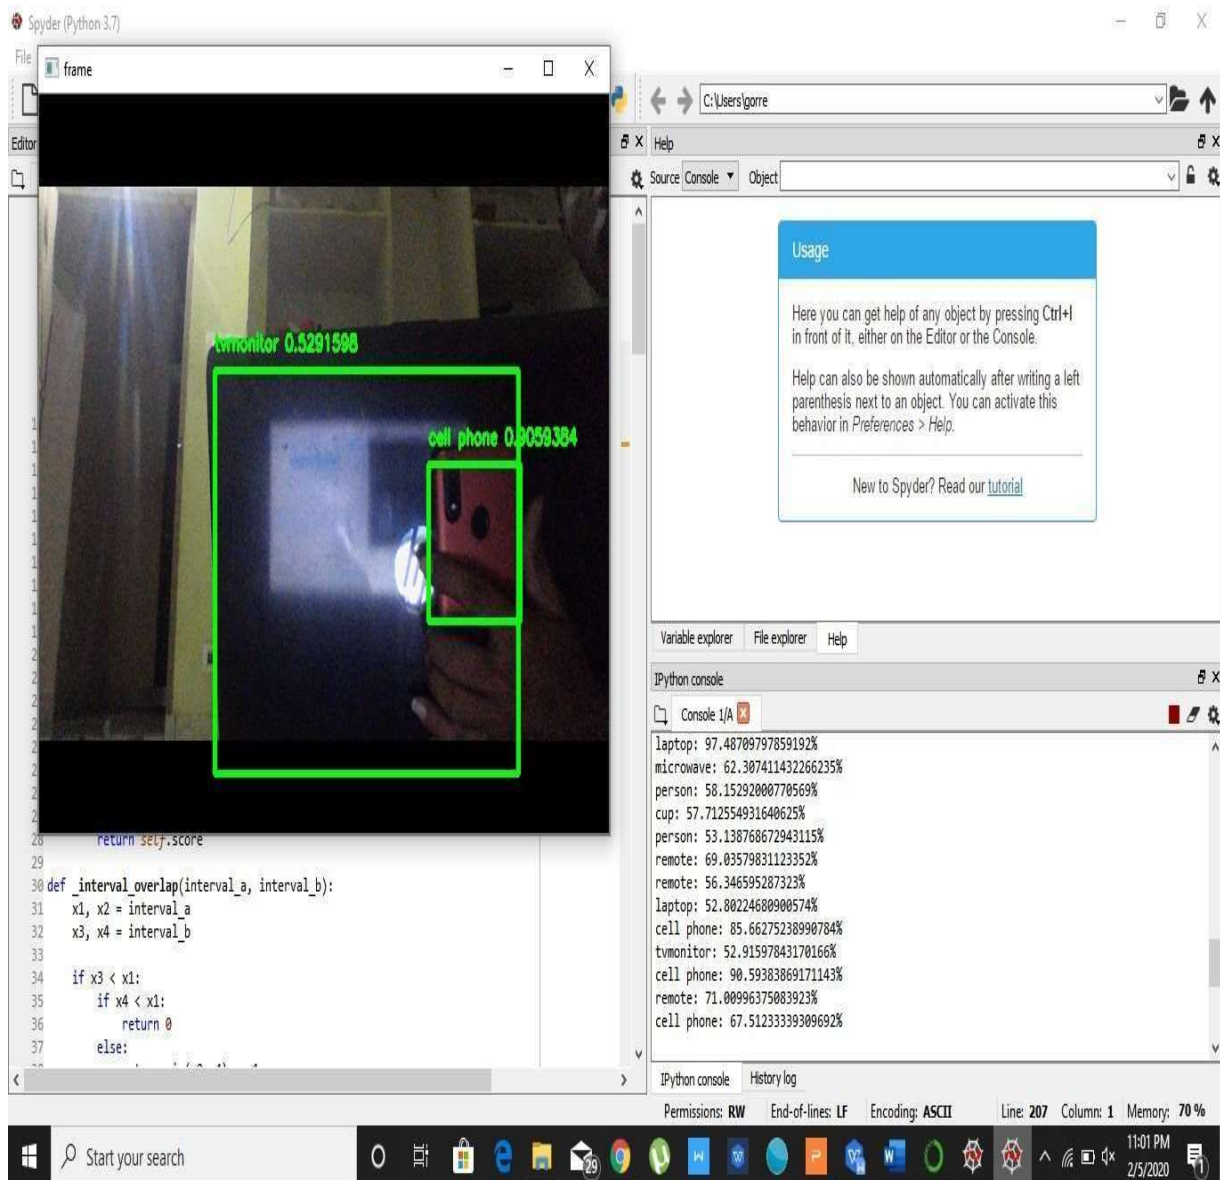 Spyder (Python 3.7)
File
frame
C:\Users\gorre
Editor
Help
Source Console Object
Usage
Here you can get help of any object by pressing Ctrl+I
in front of it, either on the Editor or the Console.
Help can also be shown automatically after writing a left
parenthesis next to an object. You can activate this
behavior in Preferences > Help.
New to Spyder? Read our tutorial
tvmonitor 0.5291598
cell phone 0.9059384
hp
Variable explorer File explorer Help
IPython console
Console 1/A
laptop: 97.48709797859192%
microwave: 62.307411432266235%
person: 58.15292000770569%
cup: 57.712554931640625%
person: 53.138768672943115%
remote: 69.03579831123352%
remote: 56.346595287323%
laptop: 52.80224680900574%
cell phone: 85.66275238990784%
tvmonitor: 52.91597843170166%
cell phone: 90.59383869171143%
remote: 71.00996375083923%
cell phone: 67.51233339309692%
28 return self.score
29
30 def _interval_overlap(interval_a, interval_b):
31 x1, x2 = interval_a
32 x3, x4 = interval_b
33
34 if x3 < x1:
35 if x4 < x1:
36 return 0
37 else:
IPython console History log
Permissions: RW End-of-lines: LF Encoding: ASCII Line: 207 Column: 1 Memory: 70 %
Start your search
29
11:01 PM
2/5/2020
1